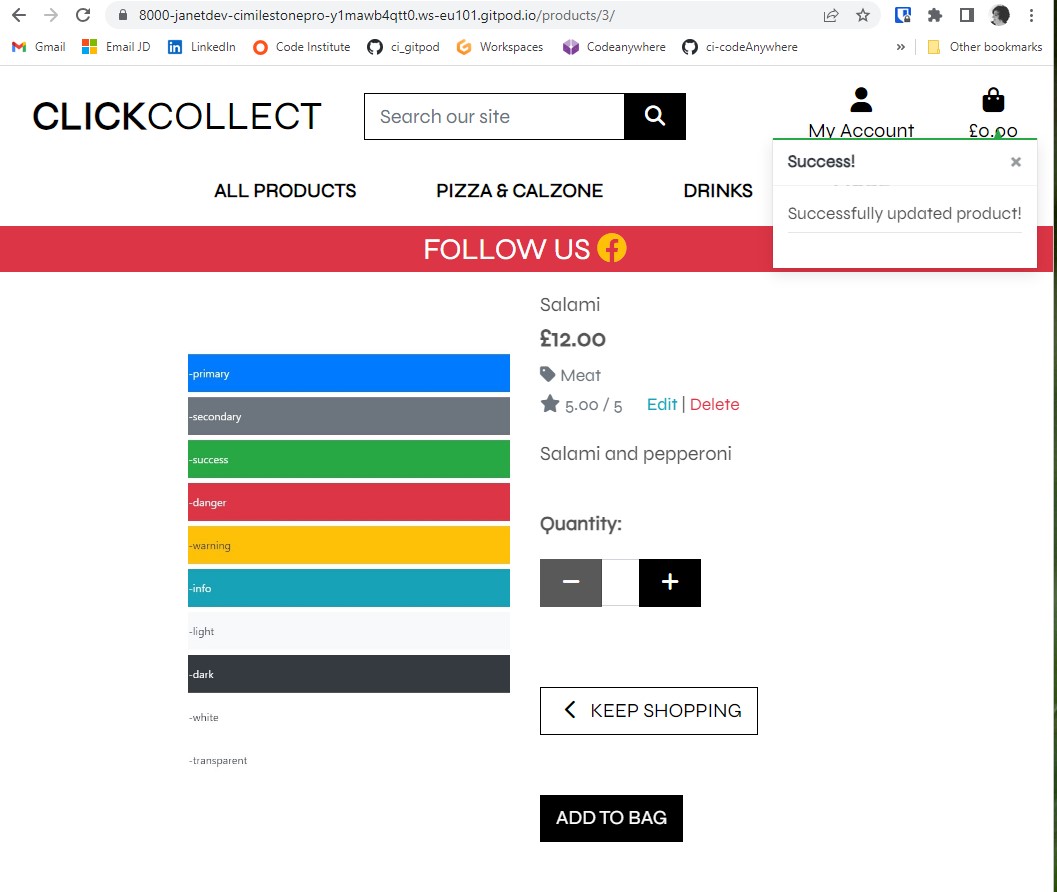 8000-janetdev-cimilestonepro-y1mawb4qtt0.ws-eu101.gitpod.io/products/3/
Gmail Email JD LinkedIn Code Institute ci_gitpod Workspaces Codeanywhere ci-codeAnywhere » Other bookmarks
CLICKCOLLECT
Search our site
My Account
£0.00
Success! ×
Successfully updated product!
ALL PRODUCTS PIZZA & CALZONE DRINKS
FOLLOW US
Salami
£12.00
Meat
5.00 / 5 Edit | Delete
Salami and pepperoni
Quantity:
KEEP SHOPPING
ADD TO BAG
-primary
-secondary
-success
-danger
-warning
-info
-light
-dark
-white
-transparent